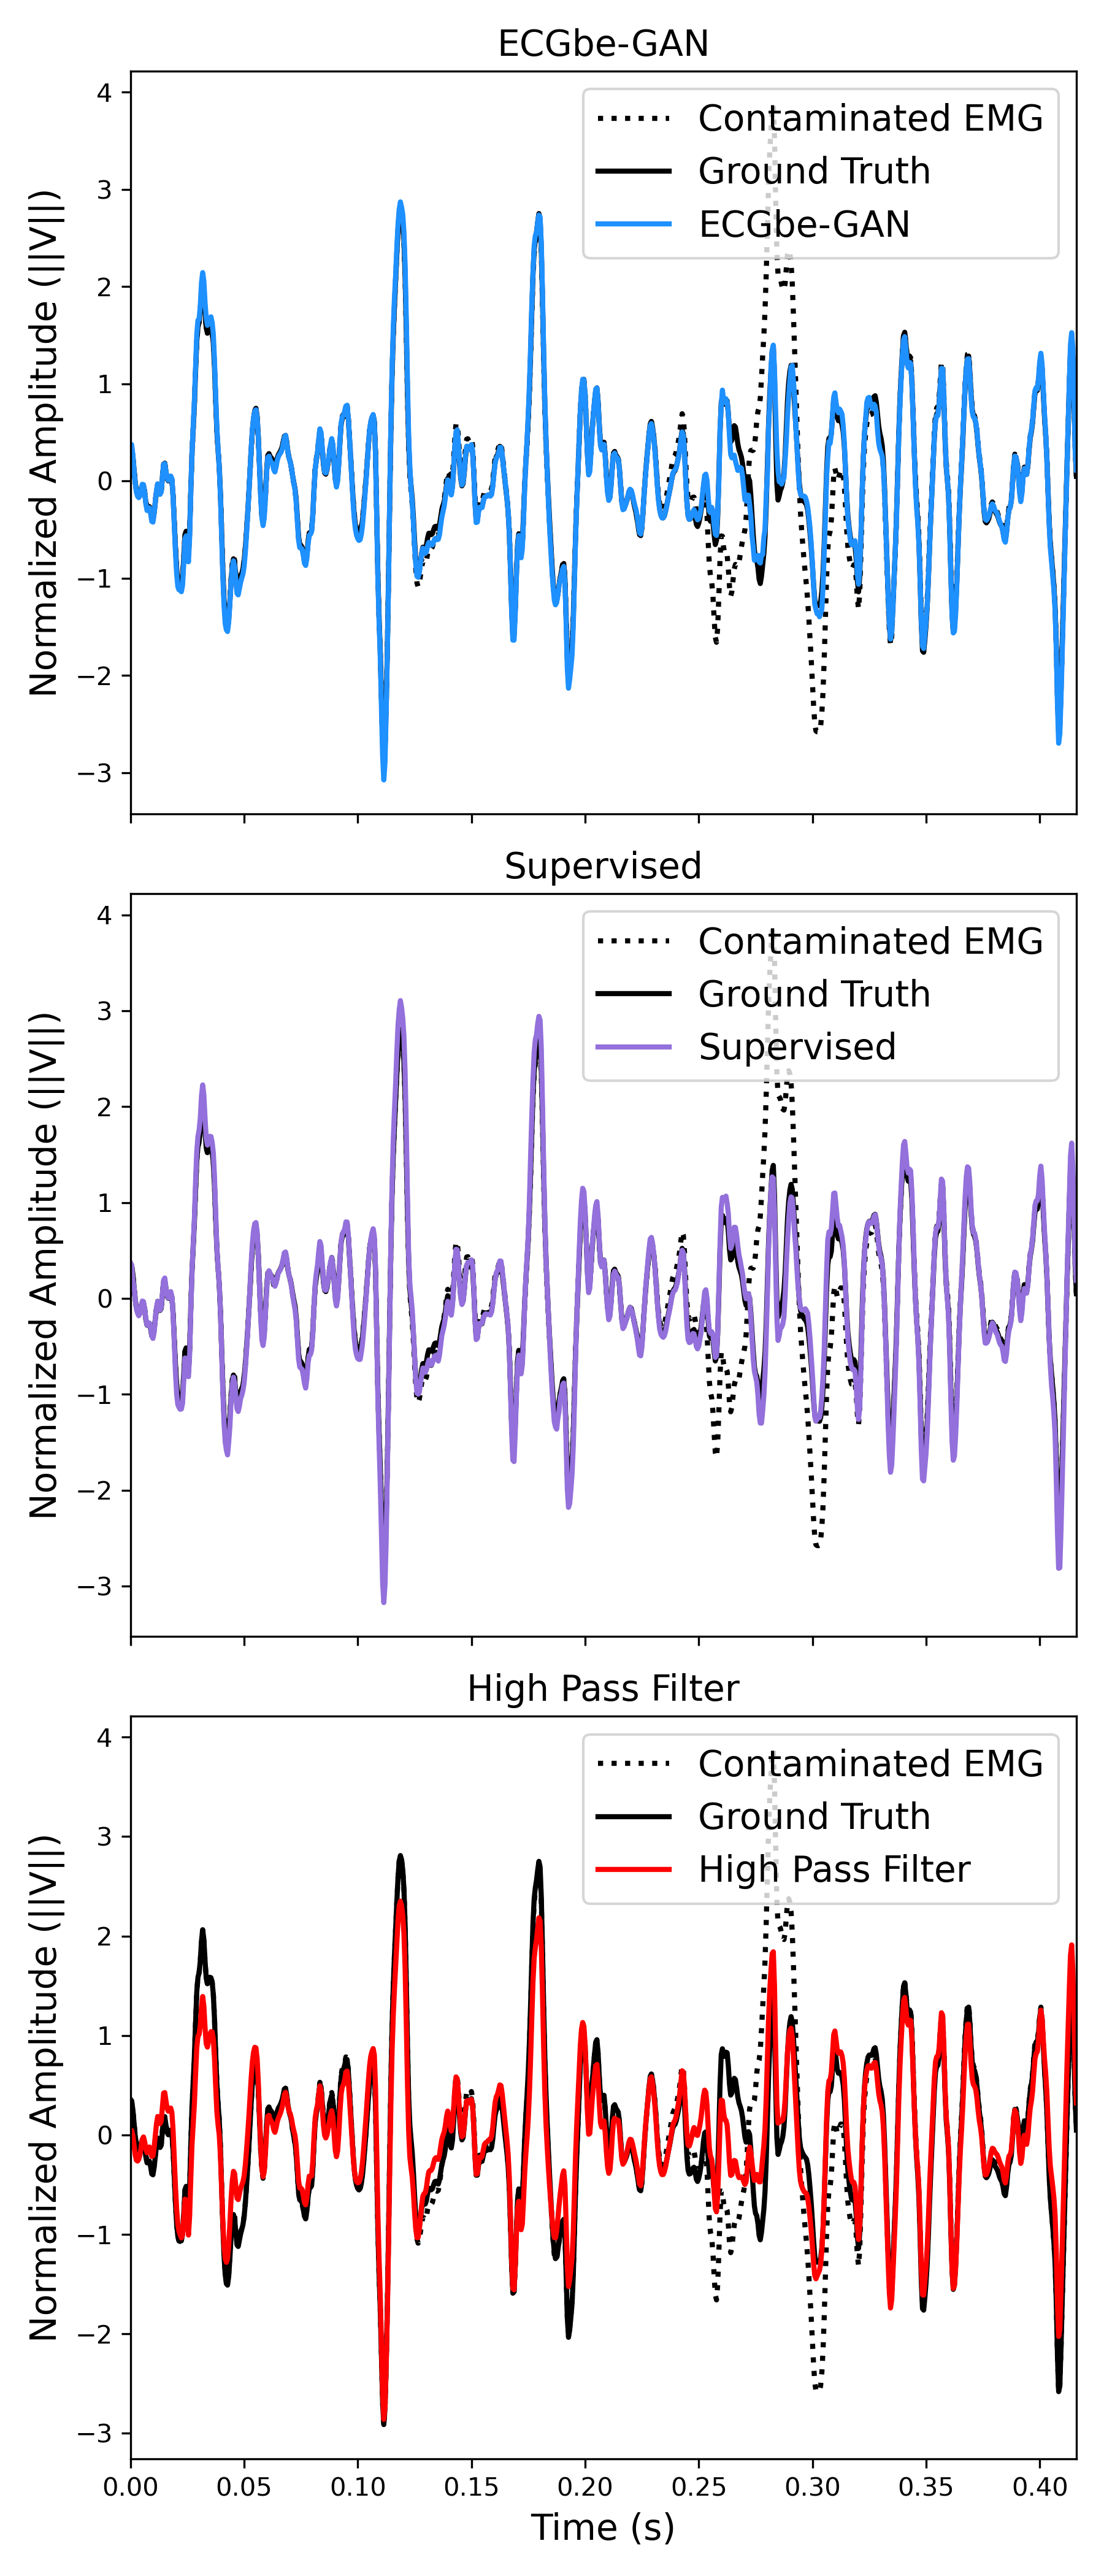 ECGbe-GAN
4
3
2
1
0
−1
−2
−3
Normalized Amplitude (||V||)
Contaminated EMG
Ground Truth
ECGbe-GAN
Supervised
4
3
2
1
0
−1
−2
−3
Normalized Amplitude (||V||)
Contaminated EMG
Ground Truth
Supervised
High Pass Filter
4
3
2
1
0
−1
−2
−3
Normalized Amplitude (||V||)
Contaminated EMG
Ground Truth
High Pass Filter
0.00 0.05 0.10 0.15 0.20 0.25 0.30 0.35 0.40
Time (s)